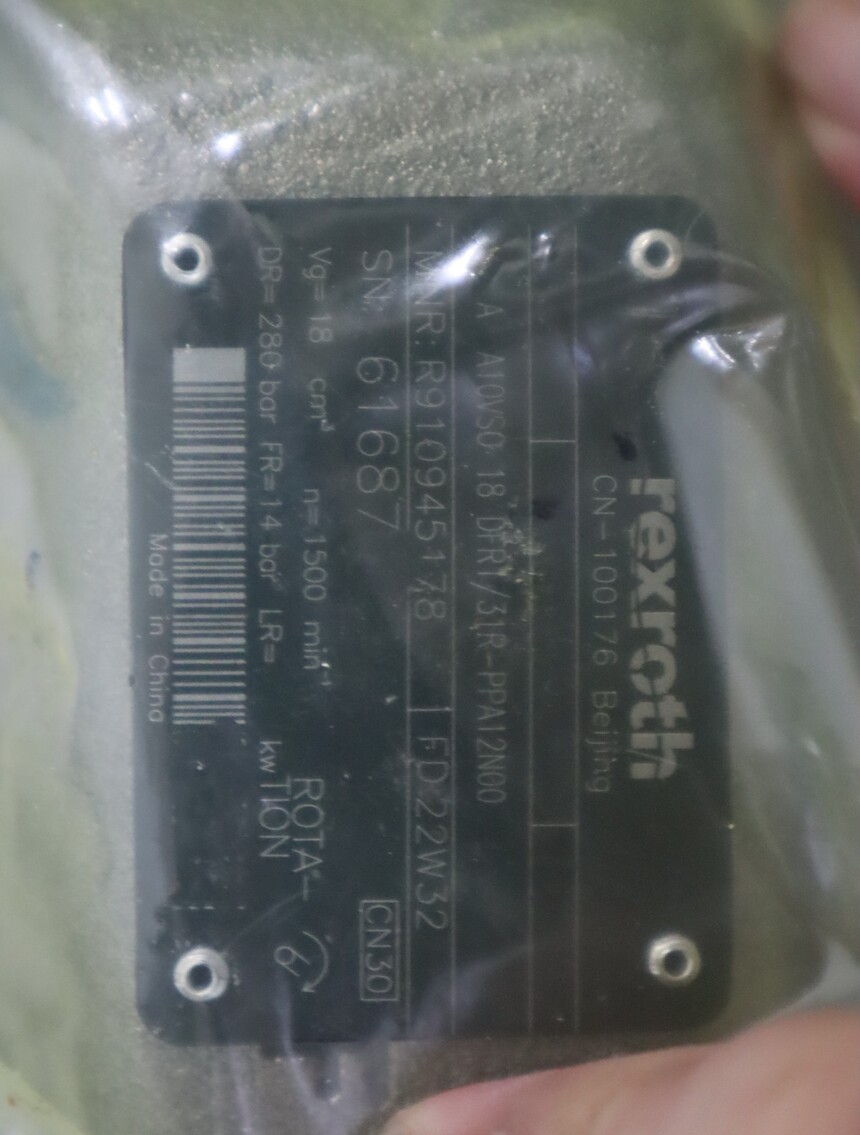 rexroth
CN-100176 Beijing
A A10VSO 18 DFR1/31R-PPA12N00
MNR: R910945178 FD: 22W32
SN: 61687 CN30
Vg= 18 cm³ n= 1500 min⁻¹ ROTA-
DR= 280 bar FR= 14 bar LR= kw TION
Made in China